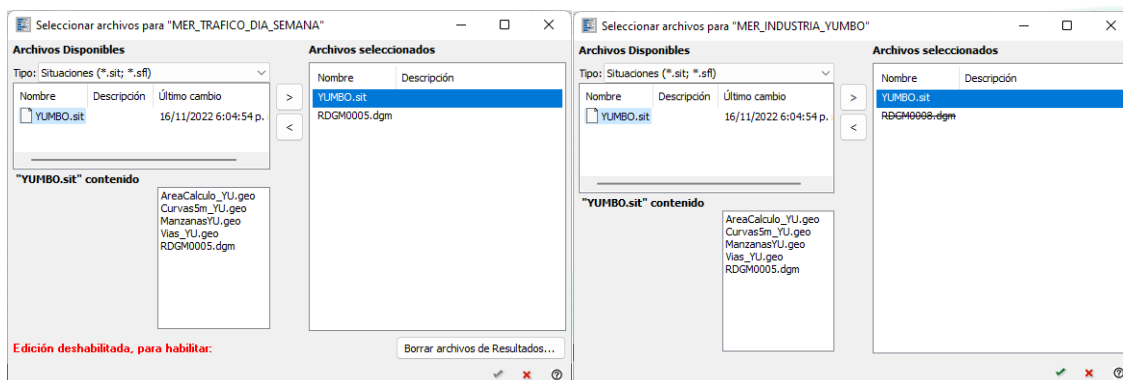 Seleccionar archivos para "MER_TRAFICO_DIA_SEMANA"
Archivos Disponibles
Archivos seleccionados
Tipo: Situaciones (*.sit; *.sfl)
Nombre Descripción Último cambio
YUMBO.sit 16/11/2022 6:04:54 p.
>
<
Nombre Descripción
YUMBO.sit
RDGM0005.dgm
"YUMBO.sit" contenido
AreaCalculo_YU.geo
Curvas5m_YU.geo
ManzanasYU.geo
Vias_YU.geo
RDGM0005.dgm
Edición deshabilitada, para habilitar:
Borrar archivos de Resultados...
Seleccionar archivos para "MER_INDUSTRIA_YUMBO"
Archivos Disponibles
Archivos seleccionados
Tipo: Situaciones (*.sit; *.sfl)
Nombre Descripción Último cambio
YUMBO.sit 16/11/2022 6:04:54 p.
>
<
Nombre Descripción
YUMBO.sit
RDGM0008.dgm
"YUMBO.sit" contenido
AreaCalculo_YU.geo
Curvas5m_YU.geo
ManzanasYU.geo
Vias_YU.geo
RDGM0005.dgm